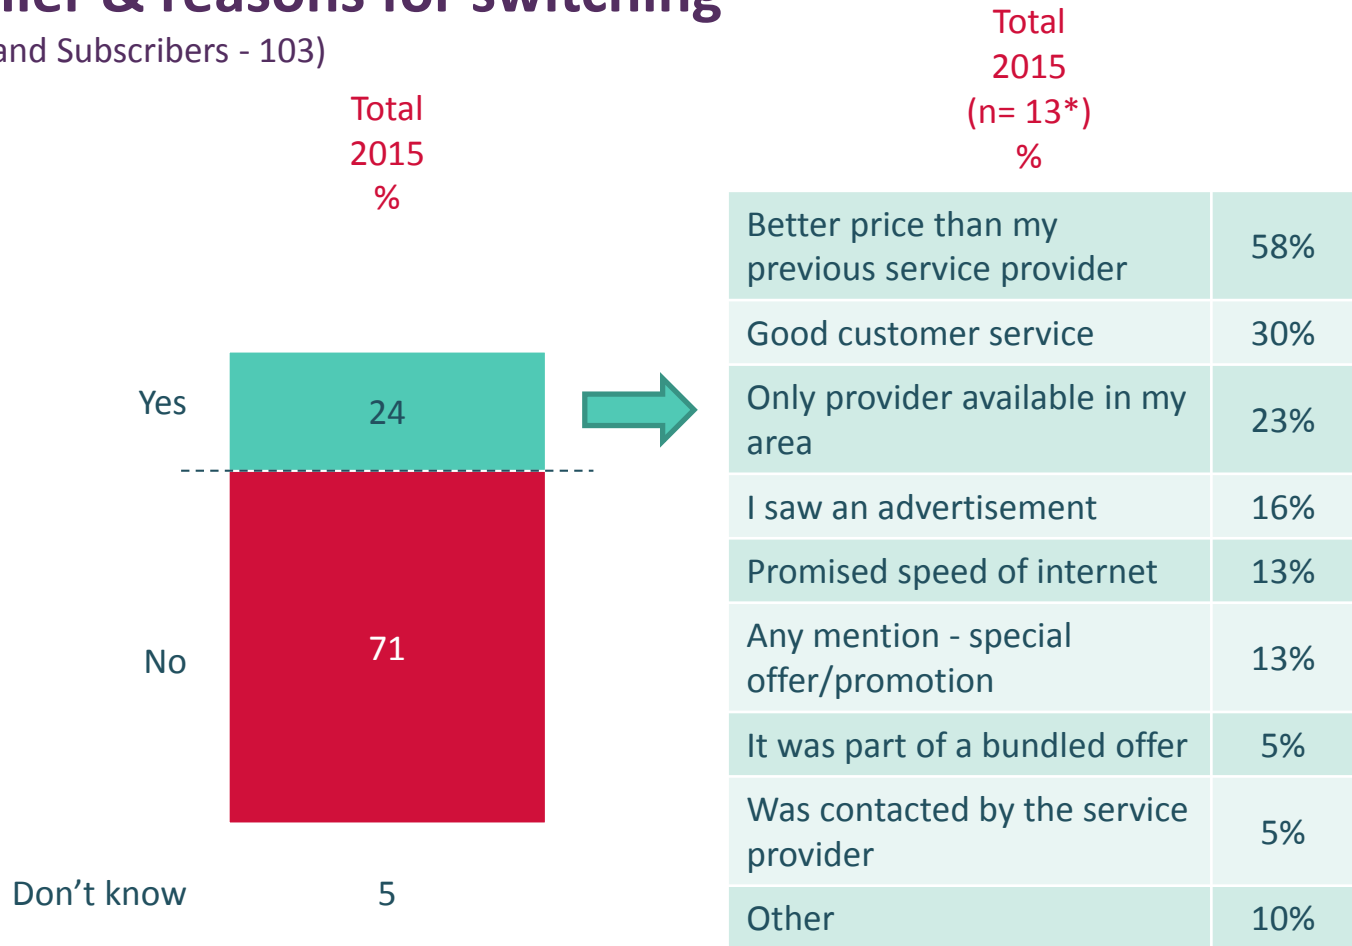 & reasons for switching
and Subscribers - 103)
Total
2015
%
Yes
24
No
71
Don't know
5
Total
2015
(n= 13*)
%
Better price than my
previous service provider
58%
Good customer service
30%
Only provider available in my
area
23%
I saw an advertisement
16%
Promised speed of internet
13%
Any mention - special
offer/promotion
13%
It was part of a bundled offer
5%
Was contacted by the service
provider
5%
Other
10%